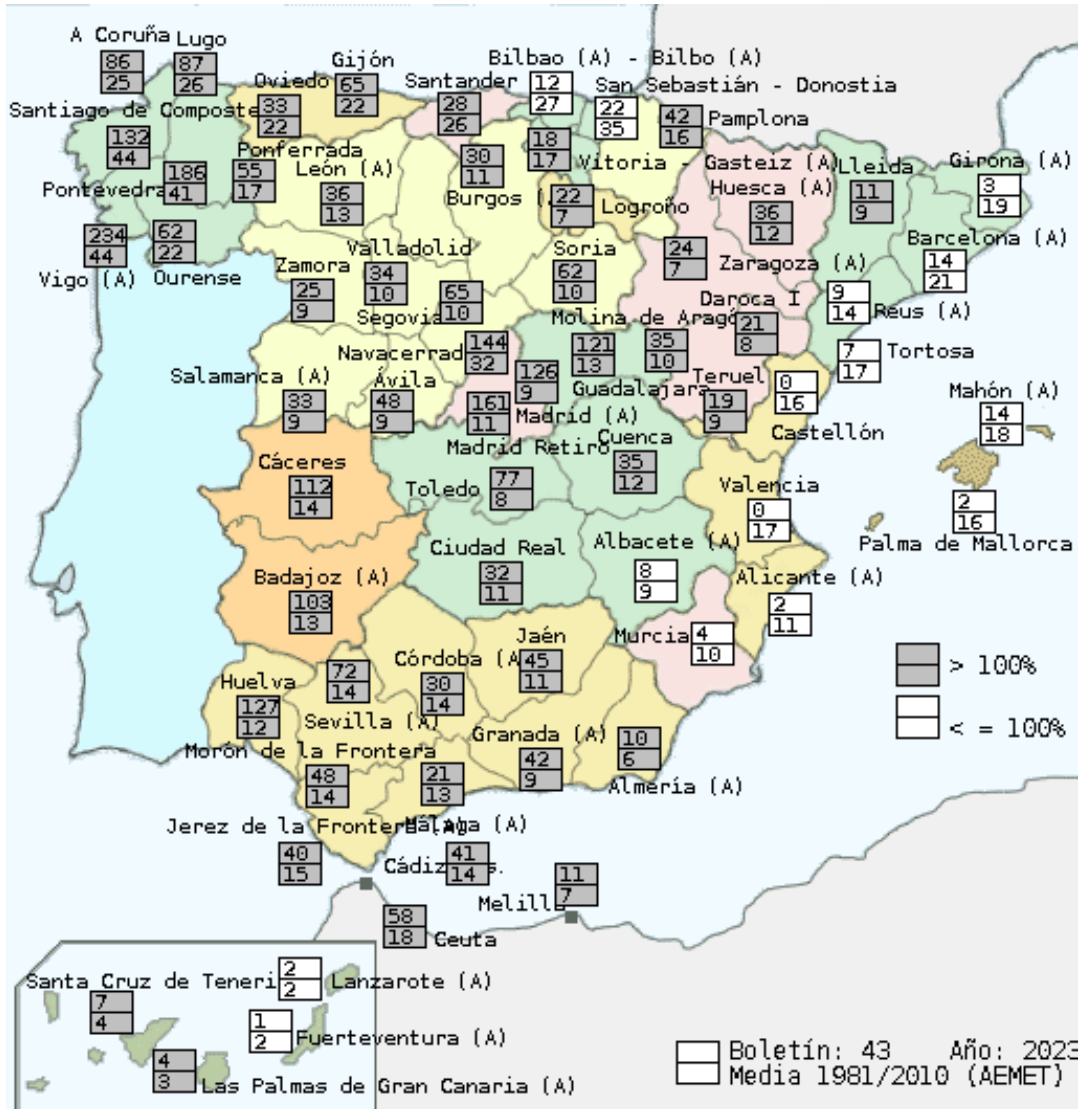 A Coruña
Lugo
86
25
87
26
Gijón
65
22
Oviedo
33
22
Santander
28
26
Bilbao (A) - Bilbo (A)
12
27
San Sebastián - Donostia
22
35
42
16
Pamplona
Santiago de Composte
132
44
186
41
Pontevedra
Ponferrada
55
17
León (A)
36
13
30
11
Burgos (
18
17
Vitoria - Gasteiz (A)
22
7
Logroño
Huesca (A)
36
12
Lleida
11
9
Girona (A)
3
19
234
44
Vigo (A)
62
22
Ourense
Zamora
25
9
Valladolid
34
10
65
10
Segovia
Soria
62
10
24
7
Zaragoza (A)
Barcelona (A)
14
21
9
14
Reus (A)
Daroca I
21
8
Molina de Aragó
35
10
7
17
Tortosa
Navacerrad
144
32
121
13
Guadalajara
126
9
Salamanca (A)
33
9
Ávila
48
9
161
11
Madrid (A)
Madrid Retiro
Teruel
19
9
0
16
Castellón
Mahón (A)
14
18
Cáceres
112
14
Toledo
77
8
Cuenca
35
12
Valencia
0
17
2
16
Palma de Mallorca
Badajoz (A)
103
13
Ciudad Real
32
11
Albacete (A)
8
9
Alicante (A)
2
11
Murcia
4
10
> 100%
< = 100%
Huelva
127
12
72
14
Sevilla (A)
Córdoba (A
30
14
Jaén
45
11
Morón de la Frontera
48
14
21
13
Granada (A)
42
9
10
6
Almería (A)
Jerez de la Frontera (A)
Málaga (A)
40
15
Cádiz
s.
41
14
Melill
11
7
58
18
Ceuta
Santa Cruz de Teneri
7
4
2
2
Lanzarote (A)
1
2
Fuerteventura (A)
4
3
Las Palmas de Gran Canaria (A)
Boletín: 43 Año: 2023
Media 1981/2010 (AEMET)